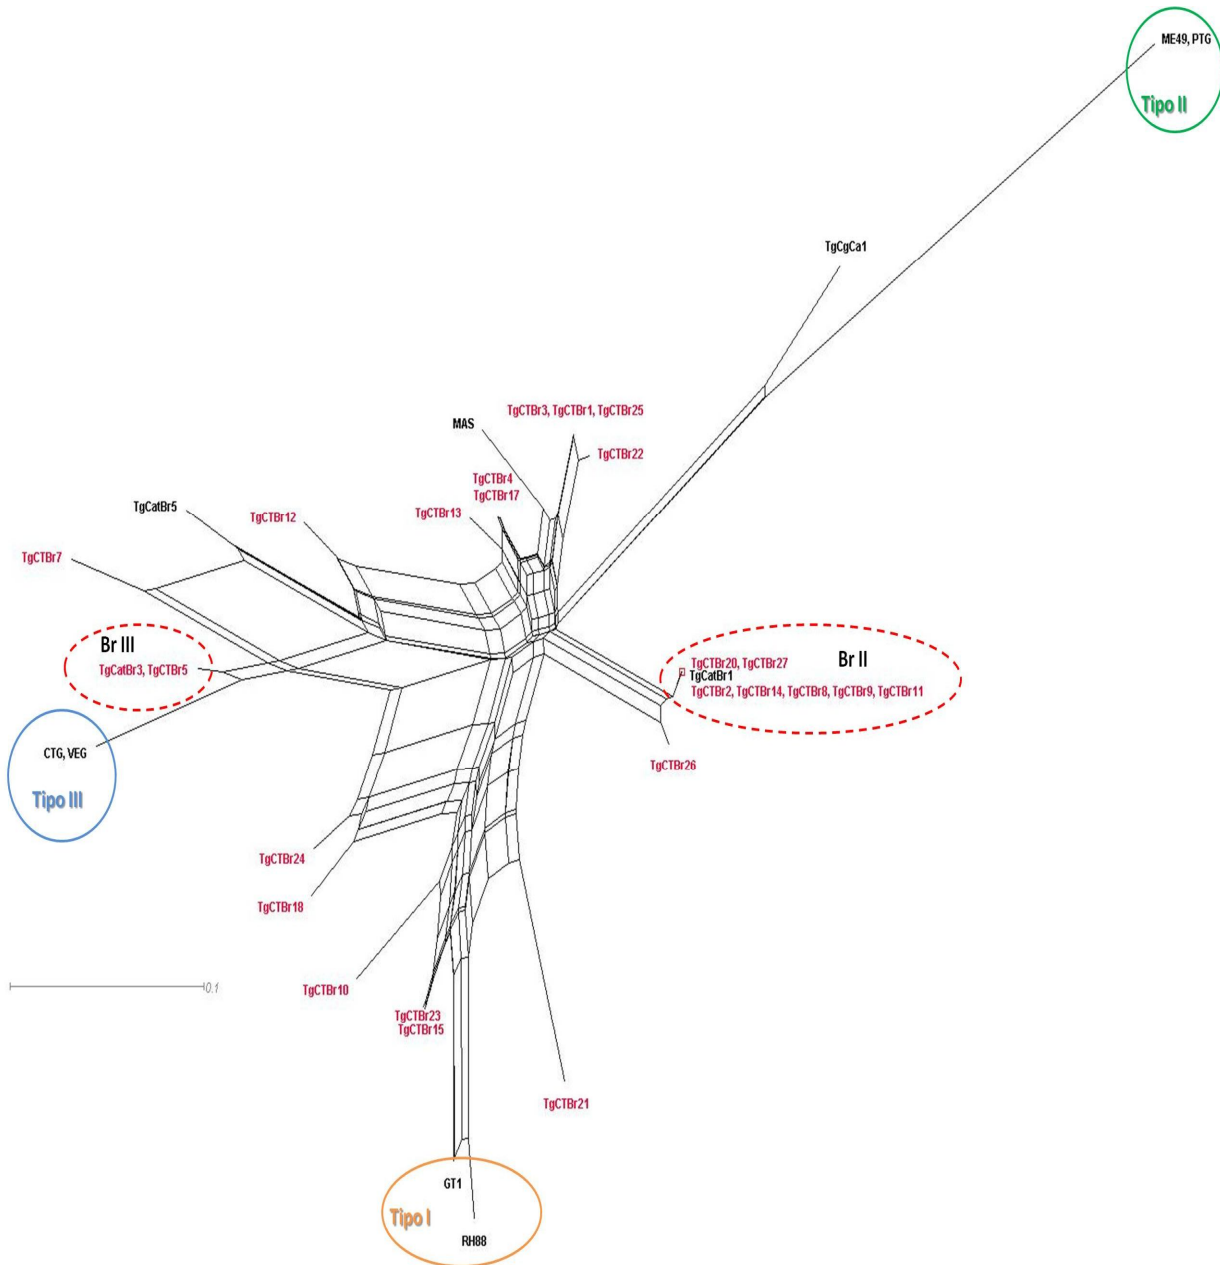 ME49, PTG
Tipo II
TgCgCa1
TgCTBr3, TgCTBr1, TgCTBr25
MAS
TgCTBr22
TgCTBr4
TgCTBr17
TgCatBr5
TgCTBr12
TgCTBr13
TgCTBr7
Br III
TgCatBr3, TgCTBr5
Br II
TgCTBr20, TgCTBr27
TgCatBr1
TgCTBr2, TgCTBr14, TgCTBr8, TgCTBr9, TgCTBr11
CTG, VEG
Tipo III
TgCTBr26
TgCTBr24
TgCTBr18
0.1
TgCTBr10
TgCTBr23
TgCTBr15
TgCTBr21
GT1
Tipo I
RH88